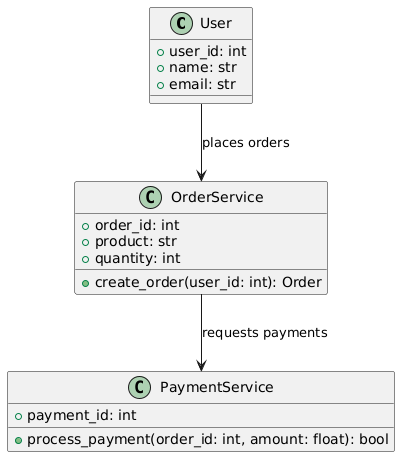 C User
user_id: int
name: str
email: str
places orders
C OrderService
order_id: int
product: str
quantity: int
create_order(user_id: int): Order
requests payments
C PaymentService
payment_id: int
process_payment(order_id: int, amount: float): bool